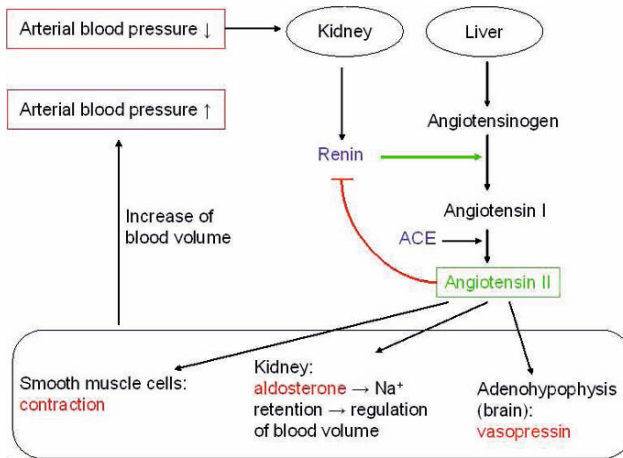 Arterial blood pressure ↓
Kidney
Liver
Arterial blood pressure ↑
Angiotensinogen
Renin
Increase of
blood volume
Angiotensin I
ACE
Angiotensin II
Smooth muscle cells:
contraction
Kidney:
aldosterone → Na⁺
retention → regulation
of blood volume
Adenohypophysis
(brain):
vasopressin